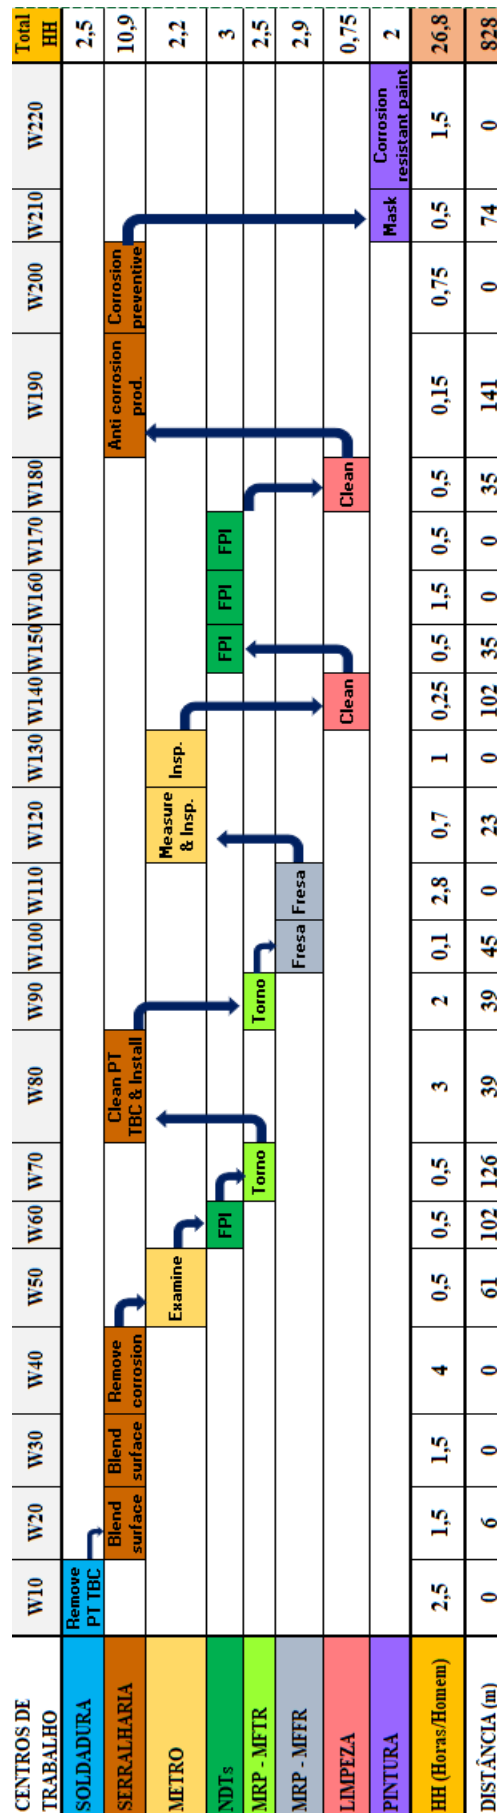 CENTROS DE
TRABALHO
W10
W20
W30
W40
W50
W60
W70
W80
W90
W100
W110
W120
W130
W140
W150
W160
W170
W180
W190
W200
W210
W220
Total
HH
SOLDADURA
Remove
PT TBC
2,5
SERRALHARIA
Blend
surface
Blend
surface
Remove
corrosion
Clean PT
TBC & Install
Anti corrosion
prod.
Corrosion
preventive
10,9
METRO
Examine
Measure
& Insp.
Insp.
2,2
NDTs
FPI
FPI
FPI
FPI
3
MRP - MFTR
Torno
Torno
2,5
MRP - MFFR
Fresa
Fresa
2,9
LIMPEZA
Clean
Clean
0,75
PINTURA
Mask
Corrosion
resistant paint
2
HH (Horas/Homem)
2,5
1,5
1,5
4
0,5
0,5
0,5
3
2
0,1
2,8
0,7
1
0,25
0,5
1,5
0,5
0,5
0,15
0,75
0,5
1,5
26,8
DISTÂNCIA (m)
0
6
0
0
61
102
126
39
39
45
0
23
0
102
35
0
0
35
141
0
74
0
828